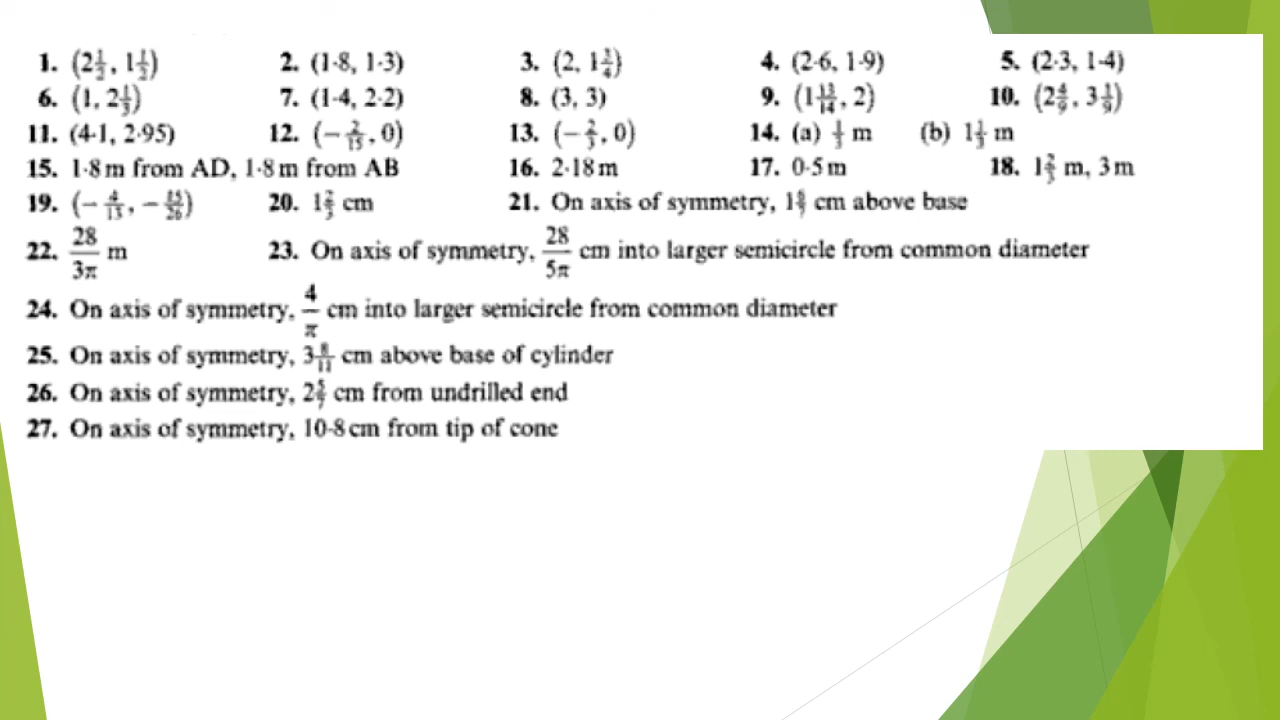 1. (2½, 1½) 2. (1·8, 1·3) 3. (2, 1¾) 4. (2·6, 1·9) 5. (2·3, 1·4)
6. (1, 2⅓) 7. (1·4, 2·2) 8. (3, 3) 9. (1 13/14, 2) 10. (2 4/9, 3 1/9)
11. (4·1, 2·95) 12. (− 2/15, 0) 13. (− 2/3, 0) 14. (a) ⅓ m (b) 1⅓ m
15. 1·8 m from AD, 1·8 m from AB 16. 2·18 m 17. 0·5 m 18. 1⅔ m, 3 m
19. (− 4/13, − 15/26) 20. 1⅔ cm 21. On axis of symmetry, 1 cm above base
22. 28/3π m 23. On axis of symmetry, 28/5π cm into larger semicircle from common diameter
24. On axis of symmetry, 4/π cm into larger semicircle from common diameter
25. On axis of symmetry, 3 8/11 cm above base of cylinder
26. On axis of symmetry, 2 5/7 cm from undrilled end
27. On axis of symmetry, 10·8 cm from tip of cone